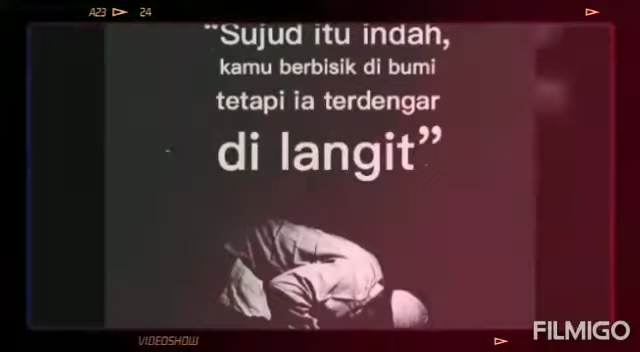 A23 24
"Sujud itu indah,
kamu berbisik di bumi
tetapi ia terdengar
di langit"
VIDEOSHOW
FILMIGO